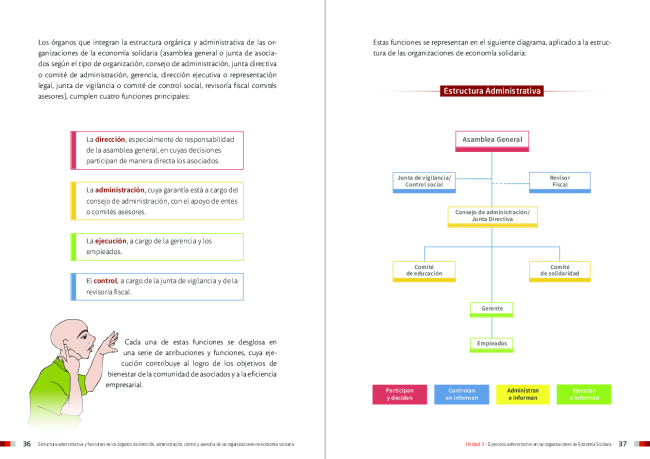 Los órganos que integran la estructura orgánica y administrativa de las or-
ganizaciones de la economía solidaria (asamblea general o junta de asocia-
dos según el tipo de organización, consejo de administración, junta directiva
o comité de administración, gerencia, dirección ejecutiva o representación
legal, junta de vigilancia o comité de control social, revisoría fiscal comités
asesores), cumplen cuatro funciones principales:
La dirección, especialmente de responsabilidad
de la asamblea general, en cuyas decisiones
participan de manera directa los asociados.
La administración, cuya garantía está a cargo del
consejo de administración, con el apoyo de entes
o comités asesores.
La ejecución, a cargo de la gerencia y los
empleados.
El control, a cargo de la junta de vigilancia y de la
revisoría fiscal.
Cada una de estas funciones se desglosa en
una serie de atribuciones y funciones, cuya eje-
cución contribuye al logro de los objetivos de
bienestar de la comunidad de asociados y a la eficiencia
empresarial.
36 Estructura administrativa y funciones de los órganos de dirección, administración, control y asesoría de las organizaciones de economía solidaria
Estas funciones se representan en el siguiente diagrama, aplicado a la estruc-
tura de las organizaciones de economía solidaria:
Estructura Administrativa
Asamblea General
Junta de vigilancia/
Control social
Revisor
Fiscal
Consejo de administración/
Junta Directiva
Comité
de educación
Comité
de solidaridad
Gerente
Empleados
Participan
y deciden
Controlan
en informan
Administran
e informan
Ejecutan
e informan
Unidad 3 - El proceso administrativo en las organizaciones de Economía Solidaria 37